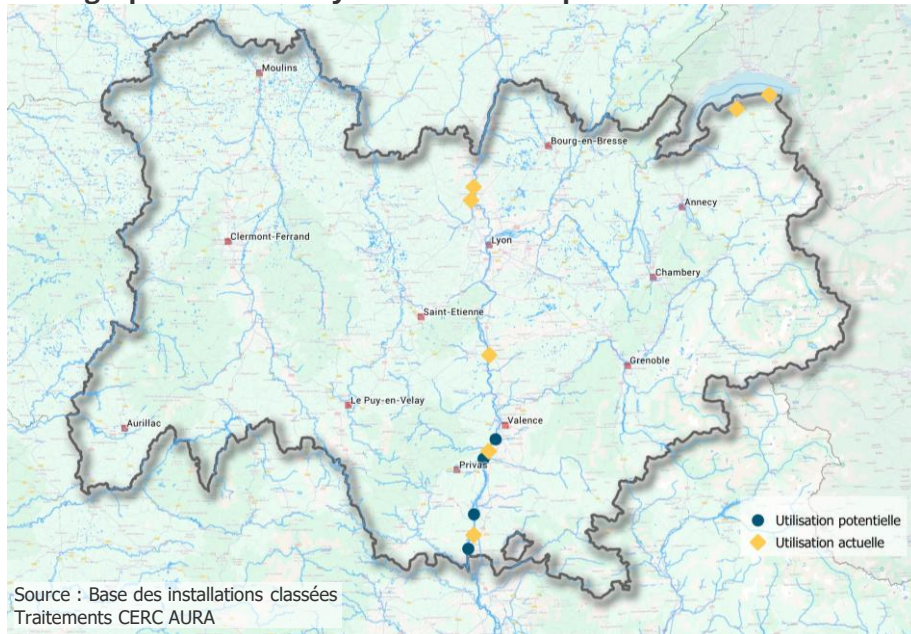 Moulins
Bourg-en-Bresse
Annecy
Clermont-Ferrand
Lyon
Chambery
Saint-Etienne
Grenoble
Le Puy-en-Velay
Aurillac
Valence
Privas
Utilisation potentielle
Utilisation actuelle
Source : Base des installations classées
Traitements CERC AURA